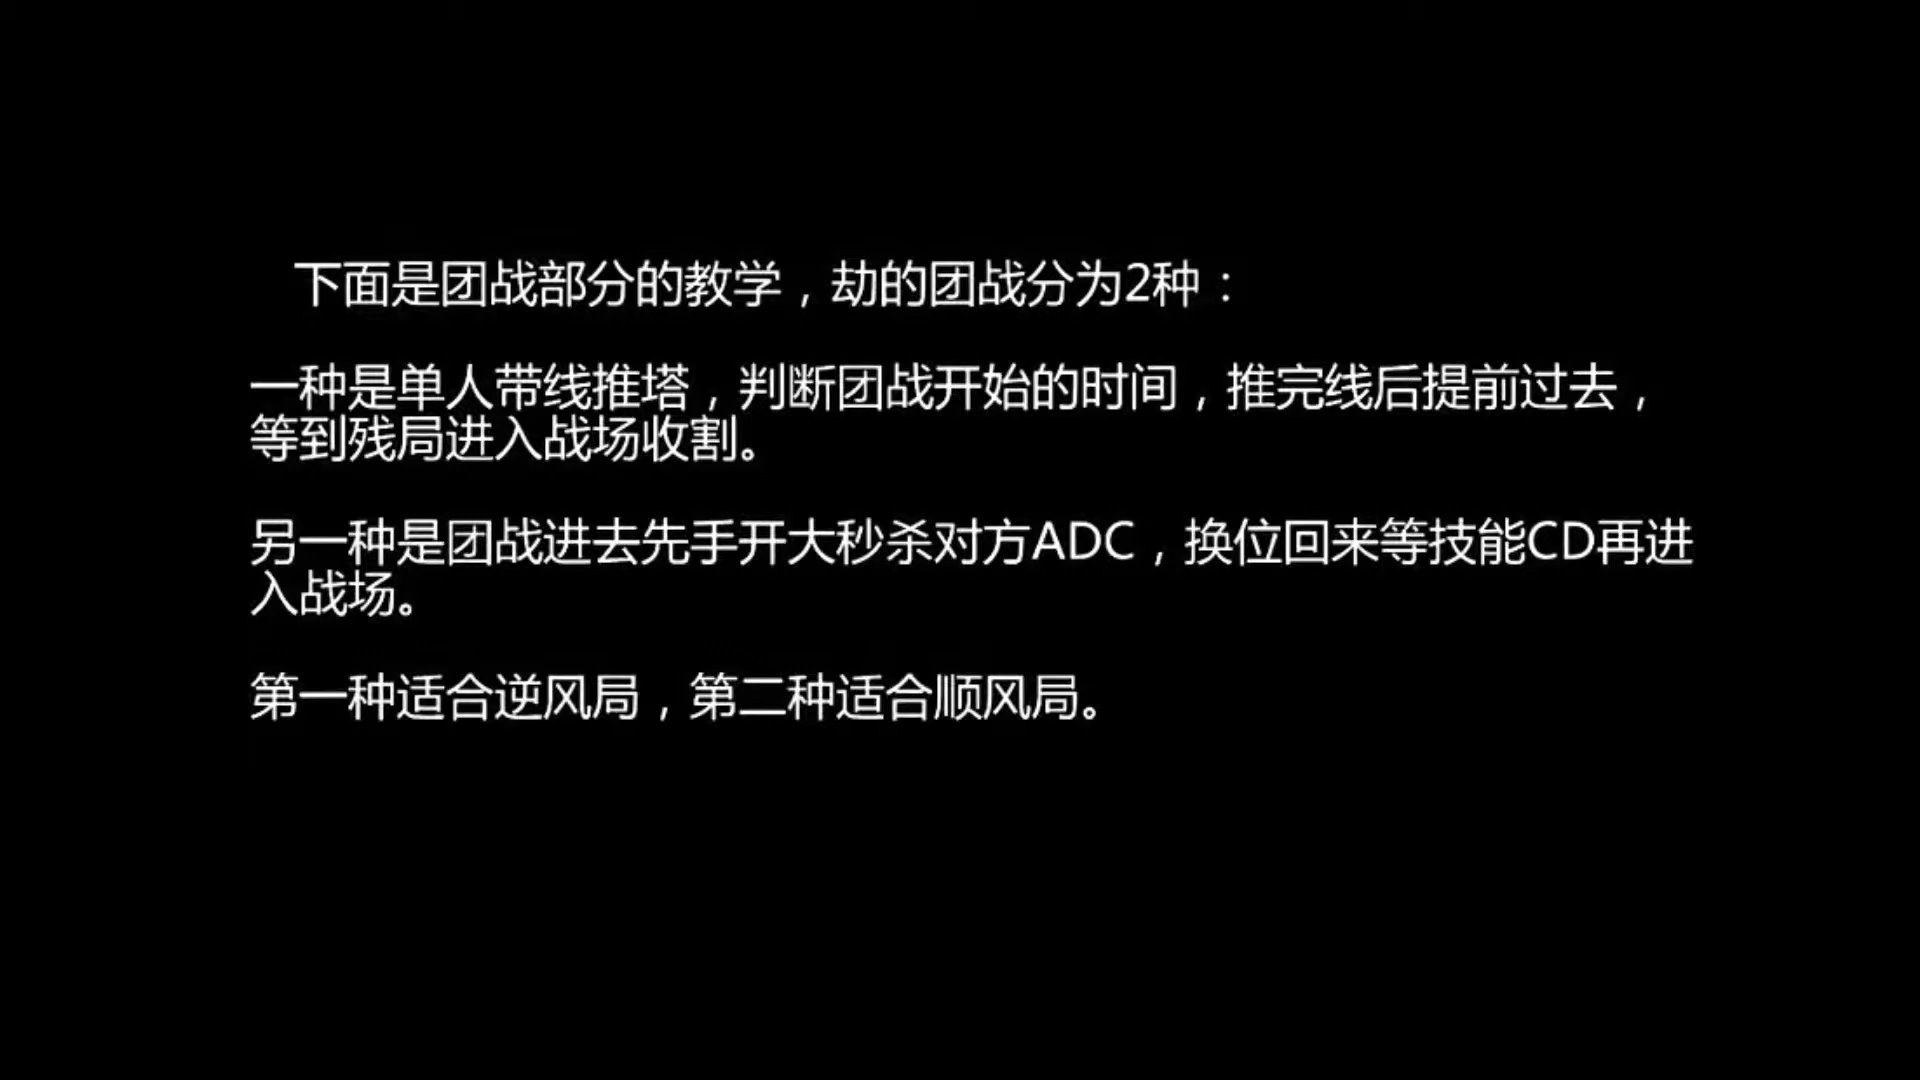 下面是团战部分的教学，劫的团战分为2种：
一种是单人带线推塔，判断团战开始的时间，推完线后提前过去，
等到残局进入战场收割。
另一种是团战进去先手开大秒杀对方ADC，换位回来等技能CD再进
入战场。
第一种适合逆风局，第二种适合顺风局。